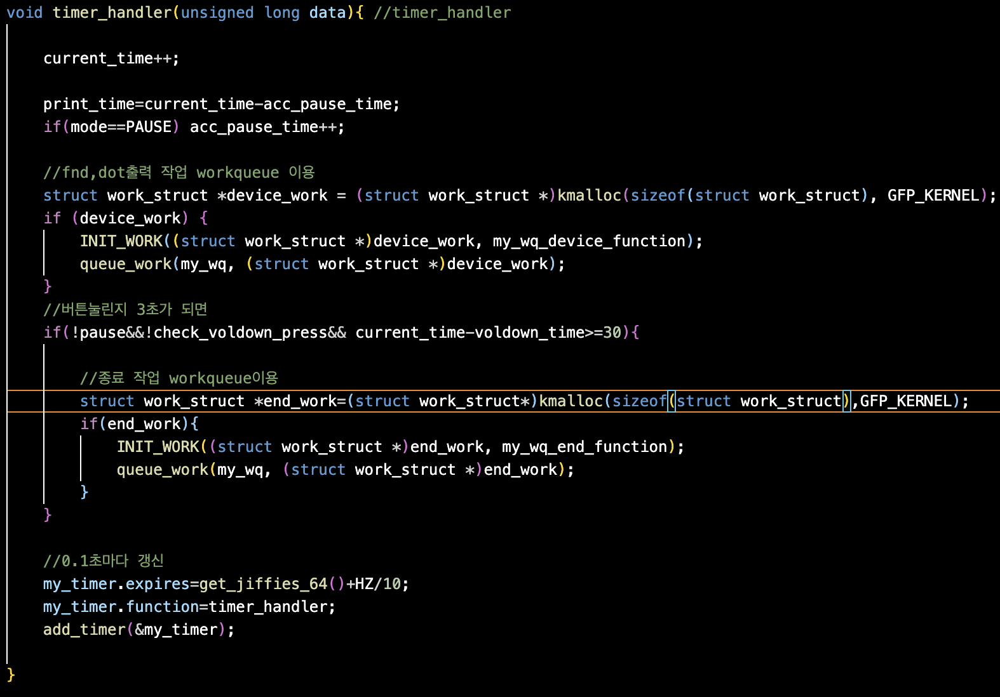 void timer_handler(unsigned long data){ //timer_handler
current_time++;
print_time=current_time-acc_pause_time;
if(mode==PAUSE) acc_pause_time++;
//fnd,dot출력 작업 workqueue 이용
struct work_struct *device_work = (struct work_struct *)kmalloc(sizeof(struct work_struct), GFP_KERNEL);
if (device_work) {
INIT_WORK((struct work_struct *)device_work, my_wq_device_function);
queue_work(my_wq, (struct work_struct *)device_work);
}
//버튼눌린지 3초가 되면
if(!pause&&!check_voldown_press&& current_time-voldown_time>=30){
//종료 작업 workqueue이용
struct work_struct *end_work=(struct work_struct*)kmalloc(sizeof(struct work_struct),GFP_KERNEL);
if(end_work){
INIT_WORK((struct work_struct *)end_work, my_wq_end_function);
queue_work(my_wq, (struct work_struct *)end_work);
}
}
//0.1초마다 갱신
my_timer.expires=get_jiffies_64()+HZ/10;
my_timer.function=timer_handler;
add_timer(&my_timer);
}